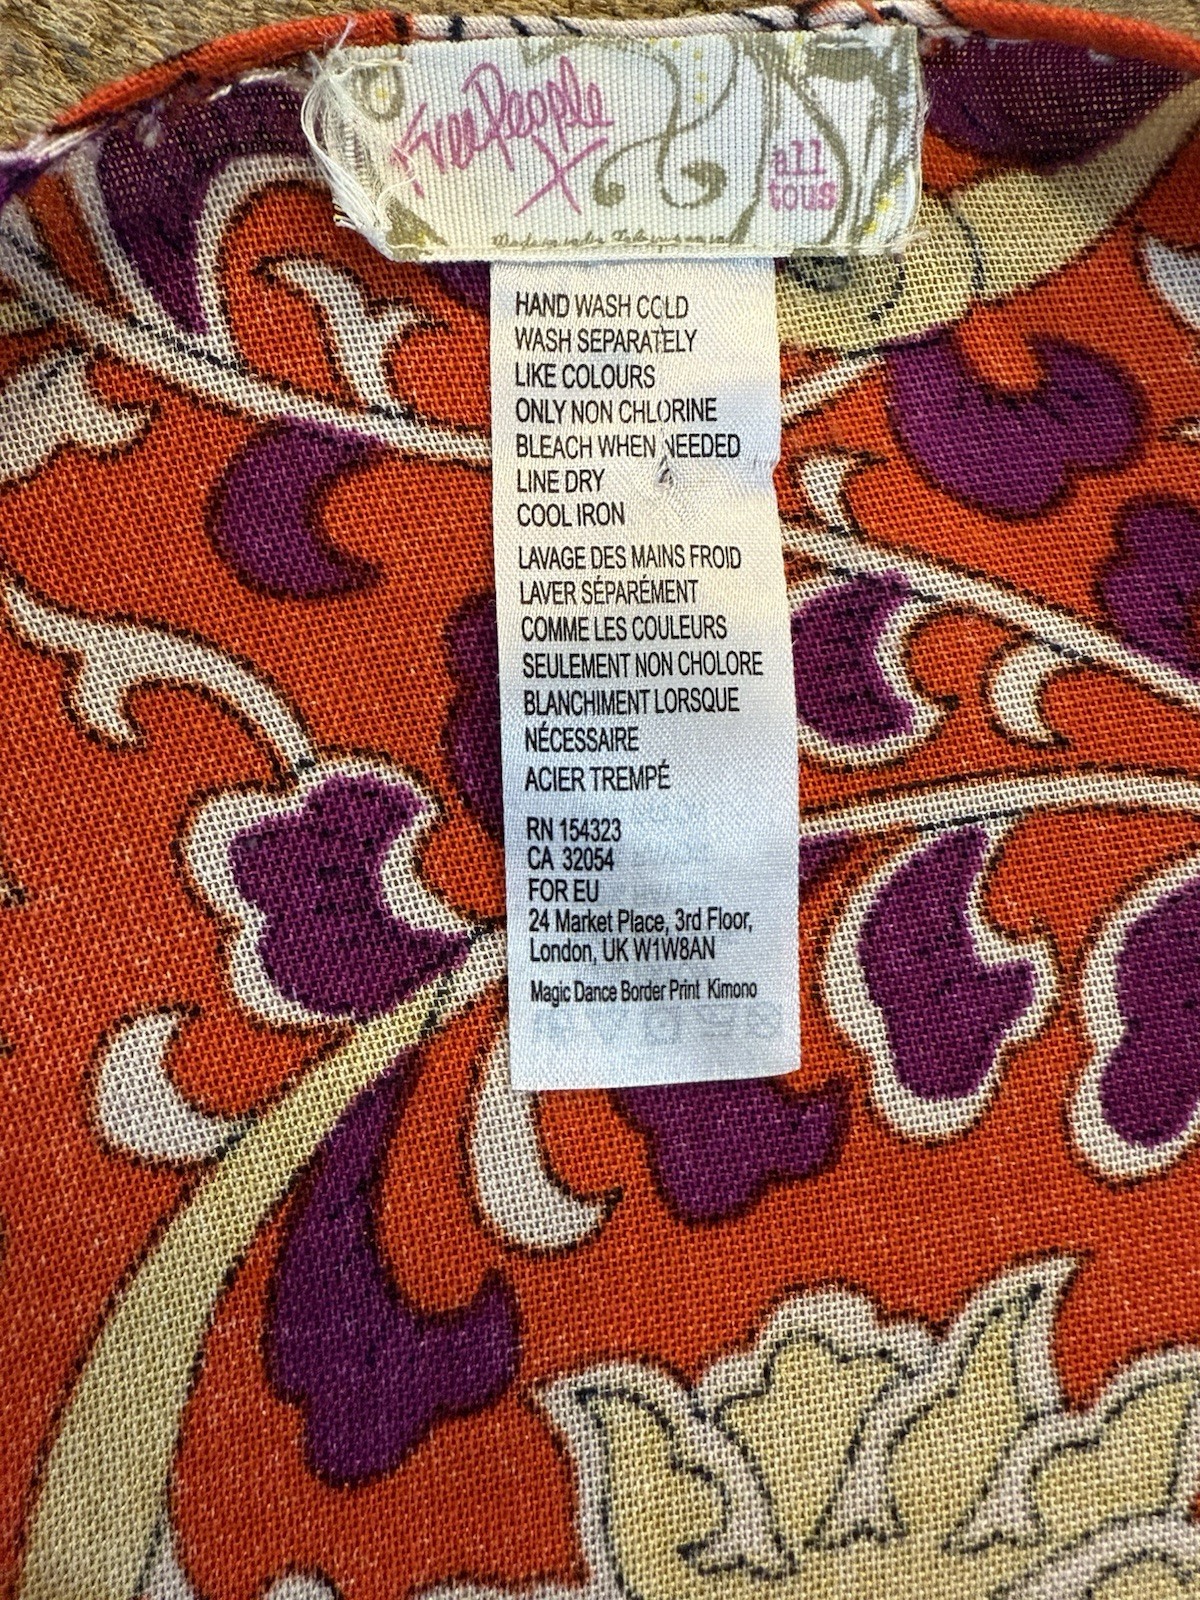 Free People
X
all
tous
HAND WASH COLD
WASH SEPARATELY
LIKE COLOURS
ONLY NON CHLORINE
BLEACH WHEN NEEDED
LINE DRY
COOL IRON
LAVAGE DES MAINS FROID
LAVER SÉPARÉMENT
COMME LES COULEURS
SEULEMENT NON CHOLORE
BLANCHIMENT LORSQUE
NÉCESSAIRE
ACIER TREMPÉ
RN 154323
CA 32054
FOR EU
24 Market Place, 3rd Floor,
London, UK W1W8AN
Magic Dance Border Print Kimono